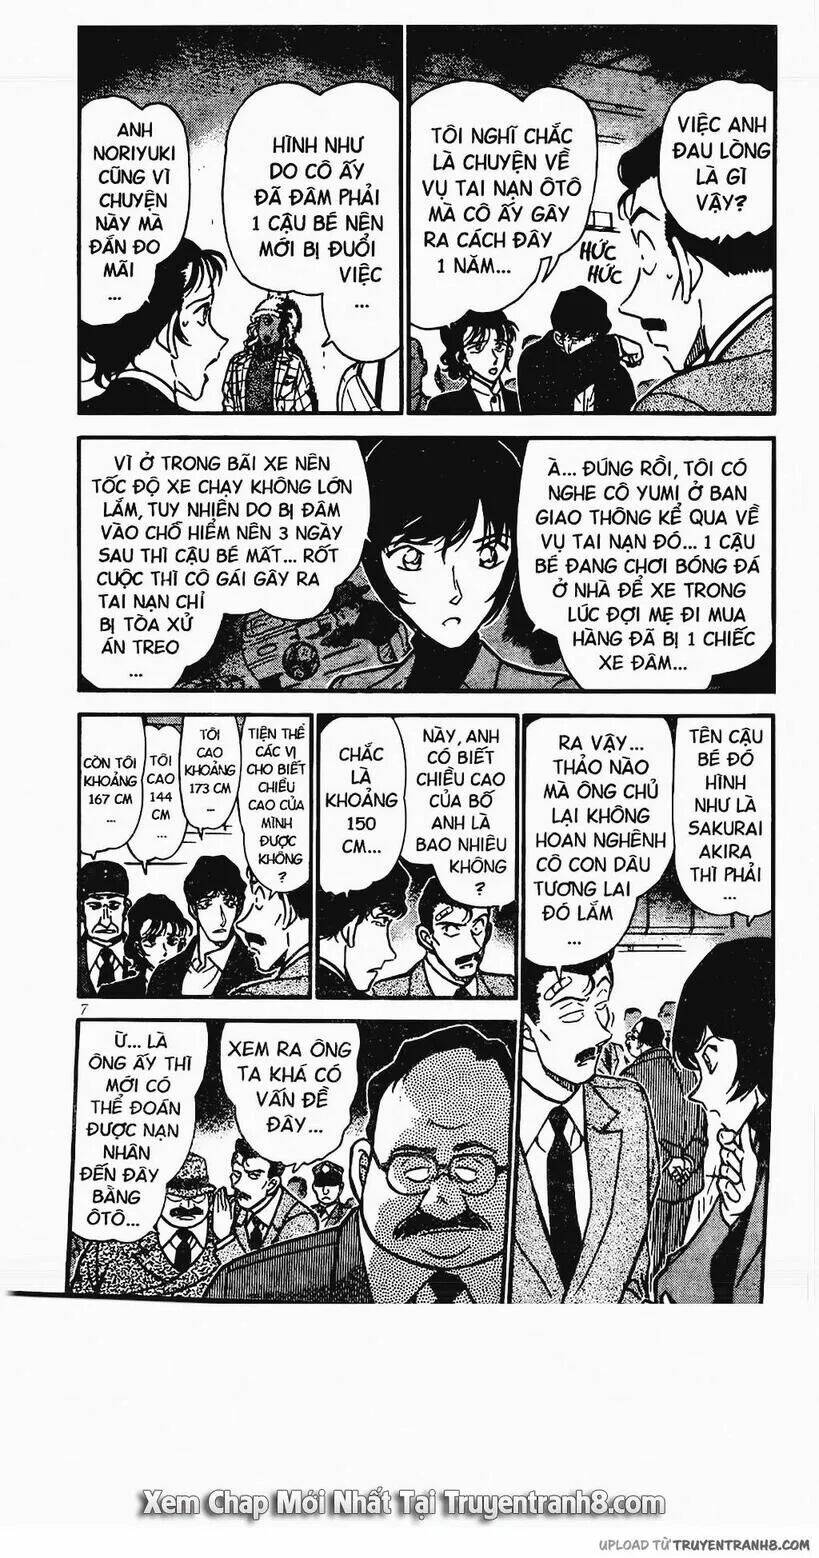 VIỆC ANH
ĐAU LÒNG
LÀ GÌ
VẬY?
TÔI NGHĨ CHẮC
LÀ CHUYỆN VỀ
VỤ TAI NẠN ÔTÔ
MÀ CÔ ẤY GÂY
RA CÁCH ĐÂY
1 NĂM...
HỨC
HỨC
HÌNH NHƯ
DO CÔ ẤY
ĐÃ ĐÂM PHẢI
1 CẬU BÉ NÊN
MỚI BỊ ĐUỔI
VIỆC
...
ANH
NORIYUKI
CŨNG VÌ
CHUYỆN
NÀY MÀ
ĐẮN ĐO
MÃI
...
À... ĐÚNG RỒI, TÔI CÓ
NGHE CÔ YUMI Ở BAN
GIAO THÔNG KỂ QUA VỀ
VỤ TAI NẠN ĐÓ... 1 CẬU
BÉ ĐANG CHƠI BÓNG ĐÁ
Ở NHÀ ĐỂ XE TRONG
LÚC ĐỢI MẸ ĐI MUA
HÀNG ĐÃ BỊ 1 CHIẾC
XE ĐÂM...
VÌ Ở TRONG BÃI XE NÊN
TỐC ĐỘ XE CHẠY KHÔNG LỚN
LẮM, TUY NHIÊN DO BỊ ĐÂM
VÀO CHỖ HIỂM NÊN 3 NGÀY
SAU THÌ CẬU BÉ MẤT... RỐT
CUỘC THÌ CÔ GÁI GÂY RA
TAI NẠN CHỈ
BỊ TÒA XỬ
ÁN TREO
...
TÊN CẬU
BÉ ĐÓ
HÌNH
NHƯ LÀ
SAKURAI
AKIRA
THÌ PHẢI
...
RA VẬY...
THẢO NÀO
MÀ ÔNG CHỦ
LẠI KHÔNG
HOAN NGHÊNH
CÔ CON DÂU
TƯƠNG LAI
ĐÓ LẮM
...
NÀY, ANH
CÓ BIẾT
CHIỀU CAO
CỦA BỐ
ANH LÀ
BAO NHIÊU
KHÔNG
?
CHẮC
LÀ
KHOẢNG
150
CM...
TIỆN THỂ
CÁC VỊ
CHO BIẾT
CHIỀU
CAO CỦA
MÌNH
ĐƯỢC
KHÔNG
?
TÔI
CAO
KHOẢNG
173 CM
...
TÔI
CAO
144
CM
...
CÒN TÔI
KHOẢNG
167 CM
...
7
XEM RA ÔNG
TA KHÁ CÓ
VẤN ĐỀ
ĐÂY...
Ừ... LÀ
ÔNG ẤY THÌ
MỚI CÓ
THỂ ĐOÁN
ĐƯỢC NẠN
NHÂN
ĐẾN ĐÂY
BẰNG
ÔTÔ...
Xem Chap Mới Nhất Tại Truyentranh8.com
UPLOAD TỪ TRUYENTRANH8.COM